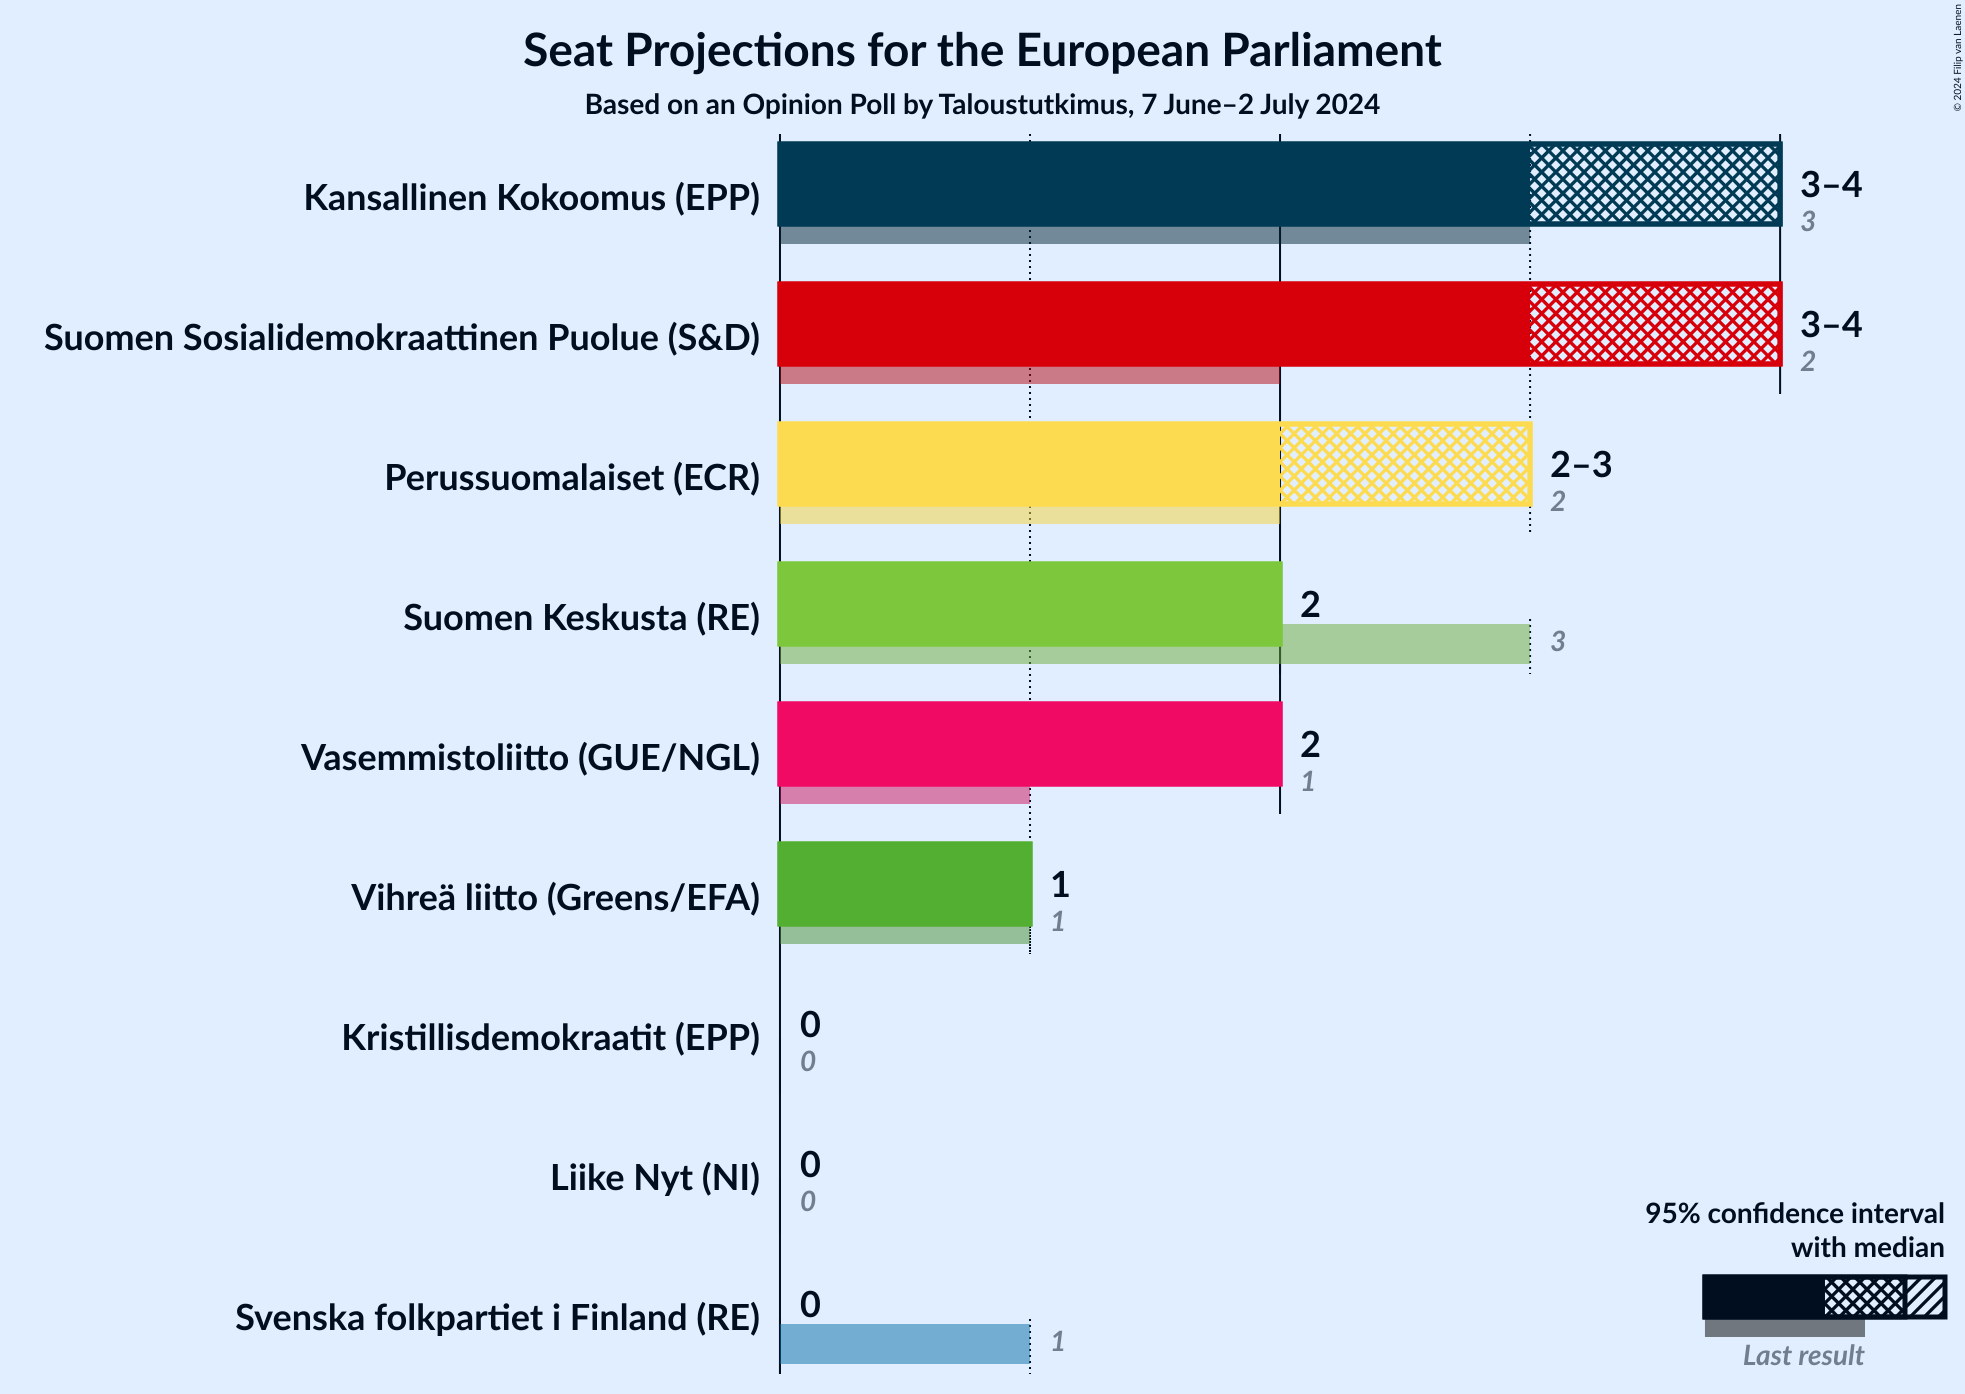 Seat Projections for the European Parliament
Based on an Opinion Poll by Taloustutkimus, 7 June–2 July 2024
© 2024 Filip van Laenen
Kansallinen Kokoomus (EPP)
3–4
3
Suomen Sosialidemokraattinen Puolue (S&D)
3–4
2
Perussuomalaiset (ECR)
2–3
2
Suomen Keskusta (RE)
2
3
Vasemmistoliitto (GUE/NGL)
2
1
Vihreä liitto (Greens/EFA)
1
1
Kristillisdemokraatit (EPP)
0
0
Liike Nyt (NI)
0
0
Svenska folkpartiet i Finland (RE)
0
1
95% confidence interval
with median
Last result